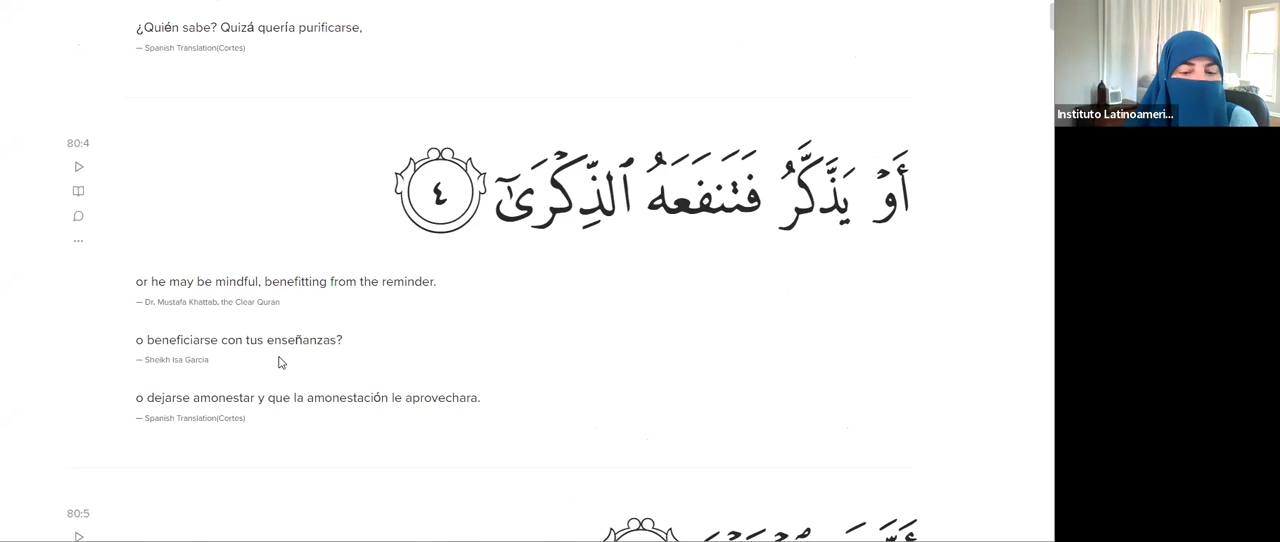 ¿Quién sabe? Quizá quería purificarse,
— Spanish Translation(Cortes)
80:4
أَوْ يَذَّكَّرُ فَتَنفَعَهُ ٱلذِّكْرَىٰٓ ٤
or he may be mindful, benefitting from the reminder.
— Dr. Mustafa Khattab, the Clear Quran
o beneficiarse con tus enseñanzas?
— Sheikh Isa Garcia
o dejarse amonestar y que la amonestación le aprovechara.
— Spanish Translation(Cortes)
80:5
Instituto Latinoameri...